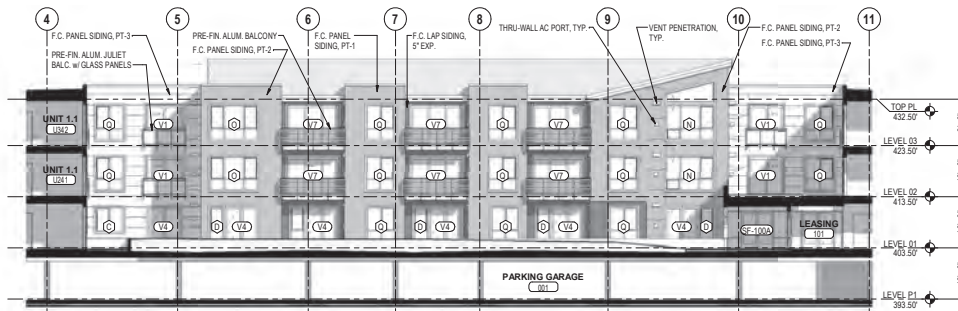 4 5 6 7 8 9 10 11
F.C. PANEL SIDING, PT-3
PRE-FIN. ALUM. JULIET
BALC. w/ GLASS PANELS
PRE-FIN. ALUM. BALCONY
F.C. PANEL SIDING, PT-2
F.C. PANEL
SIDING, PT-1
F.C. LAP SIDING,
5" EXP.
THRU-WALL AC PORT, TYP.
VENT PENETRATION,
TYP.
F.C. PANEL SIDING, PT-2
F.C. PANEL SIDING, PT-3
TOP PL
432.50'
UNIT 1.1
U342
Q V1 Q V7 Q V7 Q V7 Q N V1 Q
LEVEL 03
423.50'
UNIT 1.1
U241
Q V1 Q V7 Q V7 Q V7 Q N V1 Q
LEVEL 02
413.50'
C V4 D V4 V4 Q V4 D V4 Q V4 D
SF-100A
LEASING
101
LEVEL 01
403.50'
PARKING GARAGE
001
LEVEL P1
393.50'